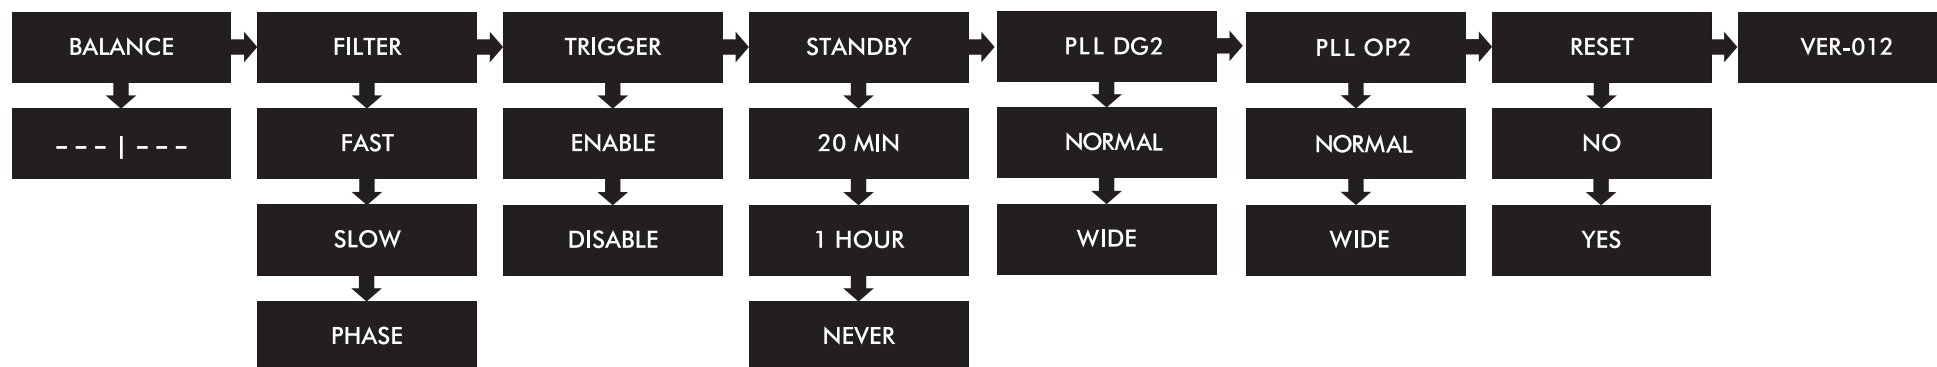 BALANCE
FILTER
TRIGGER
STANDBY
PLL DG2
PLL OP2
RESET
VER-012
– – – | – – –
FAST
ENABLE
20 MIN
NORMAL
NORMAL
NO
SLOW
DISABLE
1 HOUR
WIDE
WIDE
YES
PHASE
NEVER